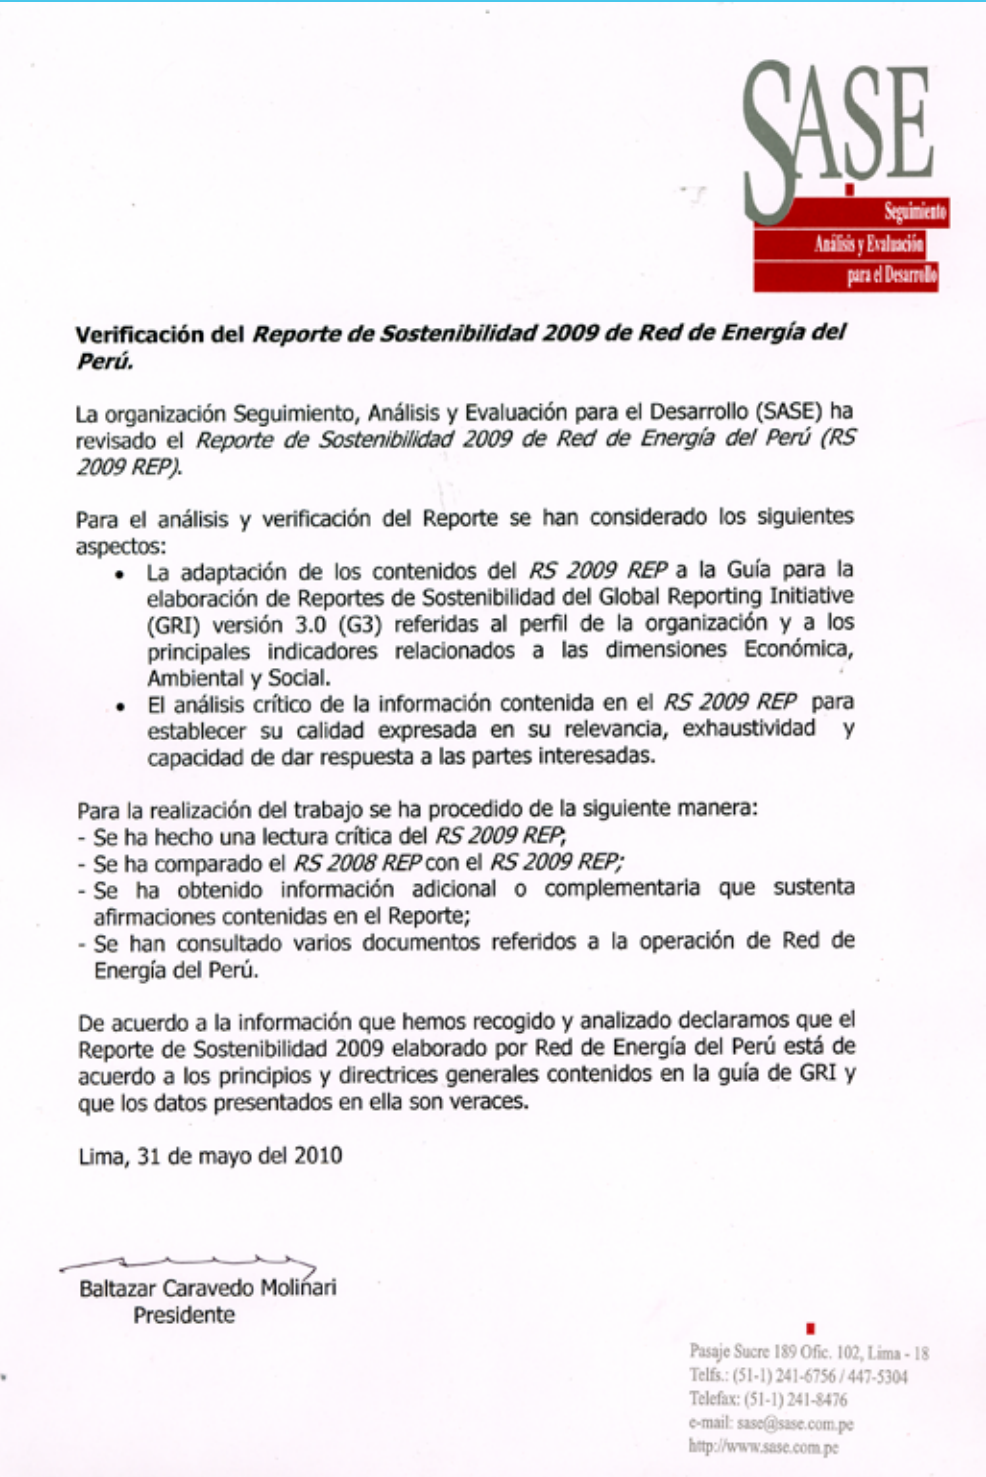 SASE
Seguimiento
Análisis y Evaluación
para el Desarrollo
Verificación del Reporte de Sostenibilidad 2009 de Red de Energía del
Perú.
La organización Seguimiento, Análisis y Evaluación para el Desarrollo (SASE) ha
revisado el Reporte de Sostenibilidad 2009 de Red de Energía del Perú (RS
2009 REP).
Para el análisis y verificación del Reporte se han considerado los siguientes
aspectos:
• La adaptación de los contenidos del RS 2009 REP a la Guía para la
elaboración de Reportes de Sostenibilidad del Global Reporting Initiative
(GRI) versión 3.0 (G3) referidas al perfil de la organización y a los
principales indicadores relacionados a las dimensiones Económica,
Ambiental y Social.
• El análisis crítico de la información contenida en el RS 2009 REP para
establecer su calidad expresada en su relevancia, exhaustividad y
capacidad de dar respuesta a las partes interesadas.
Para la realización del trabajo se ha procedido de la siguiente manera:
- Se ha hecho una lectura crítica del RS 2009 REP;
- Se ha comparado el RS 2008 REP con el RS 2009 REP;
- Se ha obtenido información adicional o complementaria que sustenta
afirmaciones contenidas en el Reporte;
- Se han consultado varios documentos referidos a la operación de Red de
Energía del Perú.
De acuerdo a la información que hemos recogido y analizado declaramos que el
Reporte de Sostenibilidad 2009 elaborado por Red de Energía del Perú está de
acuerdo a los principios y directrices generales contenidos en la guía de GRI y
que los datos presentados en ella son veraces.
Lima, 31 de mayo del 2010
Baltazar Caravedo Molinari
Presidente
Pasaje Sucre 189 Ofic. 102, Lima - 18
Telfs.: (51-1) 241-6756 / 447-5304
Telefax: (51-1) 241-8476
e-mail: sase@sase.com.pe
http://www.sase.com.pe